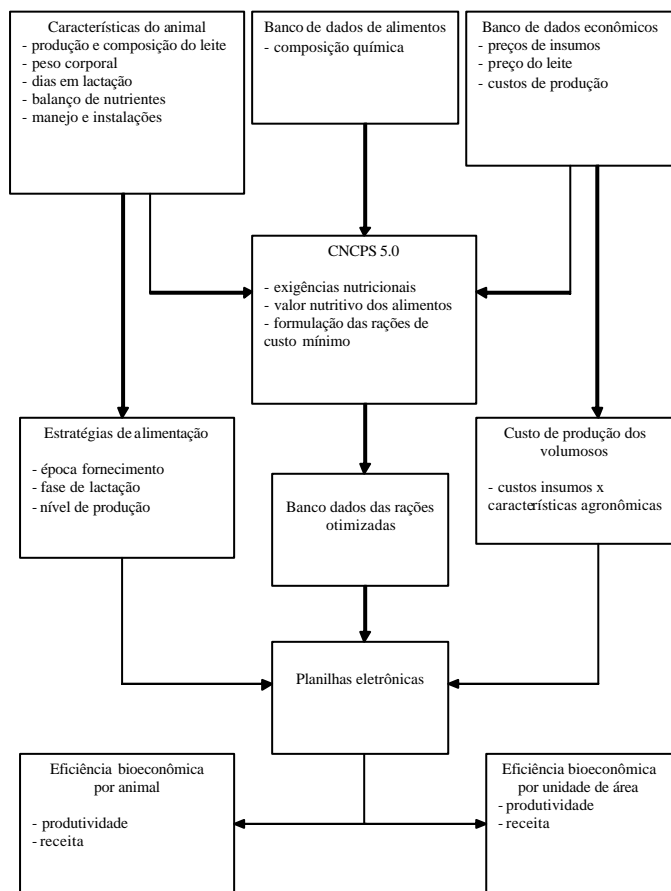 Características do animal
- produção e composição do leite
- peso corporal
- dias em lactação
- balanço de nutrientes
- manejo e instalações
Banco de dados de alimentos
- composição química
Banco de dados econômicos
- preços de insumos
- preço do leite
- custos de produção
CNCPS 5.0
- exigências nutricionais
- valor nutritivo dos alimentos
- formulação das rações de
custo mínimo
Estratégias de alimentação
- época fornecimento
- fase de lactação
- nível de produção
Banco dados das rações
otimizadas
Custo de produção dos
volumosos
- custos insumos x
características agronômicas
Planilhas eletrônicas
Eficiência bioeconômica
por animal
- produtividade
- receita
Eficiência bioeconômica
por unidade de área
- produtividade
- receita